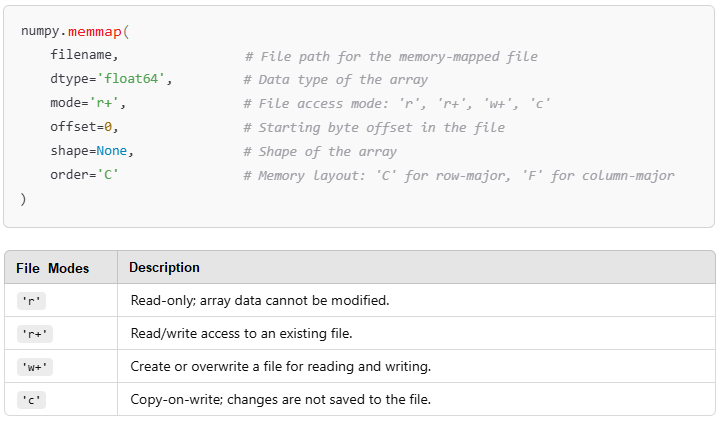 numpy.memmap(
filename, # File path for the memory-mapped file
dtype='float64', # Data type of the array
mode='r+', # File access mode: 'r', 'r+', 'w+', 'c'
offset=0, # Starting byte offset in the file
shape=None, # Shape of the array
order='C' # Memory layout: 'C' for row-major, 'F' for column-major
)
File Modes Description
'r' Read-only; array data cannot be modified.
'r+' Read/write access to an existing file.
'w+' Create or overwrite a file for reading and writing.
'c' Copy-on-write; changes are not saved to the file.